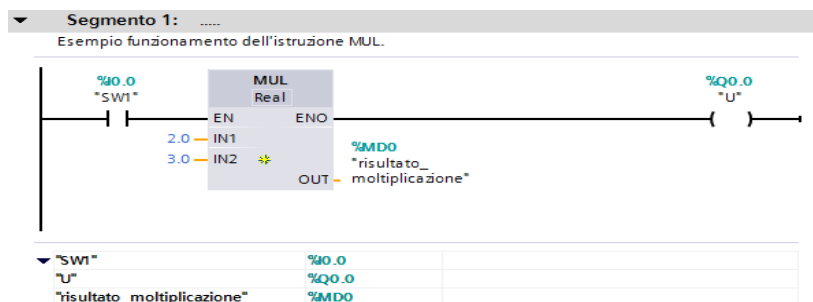 Segmento 1: .....
Esempio funzionamento dell'istruzione MUL.
%I0.0
"SW1"
MUL
Real
%Q0.0
"U"
EN ENO
2.0 IN1
3.0 IN2
%MD0
"risultato_
OUT moltiplicazione"
"SW1" %I0.0
"U" %Q0.0
"risultato_moltiplicazione" %MD0